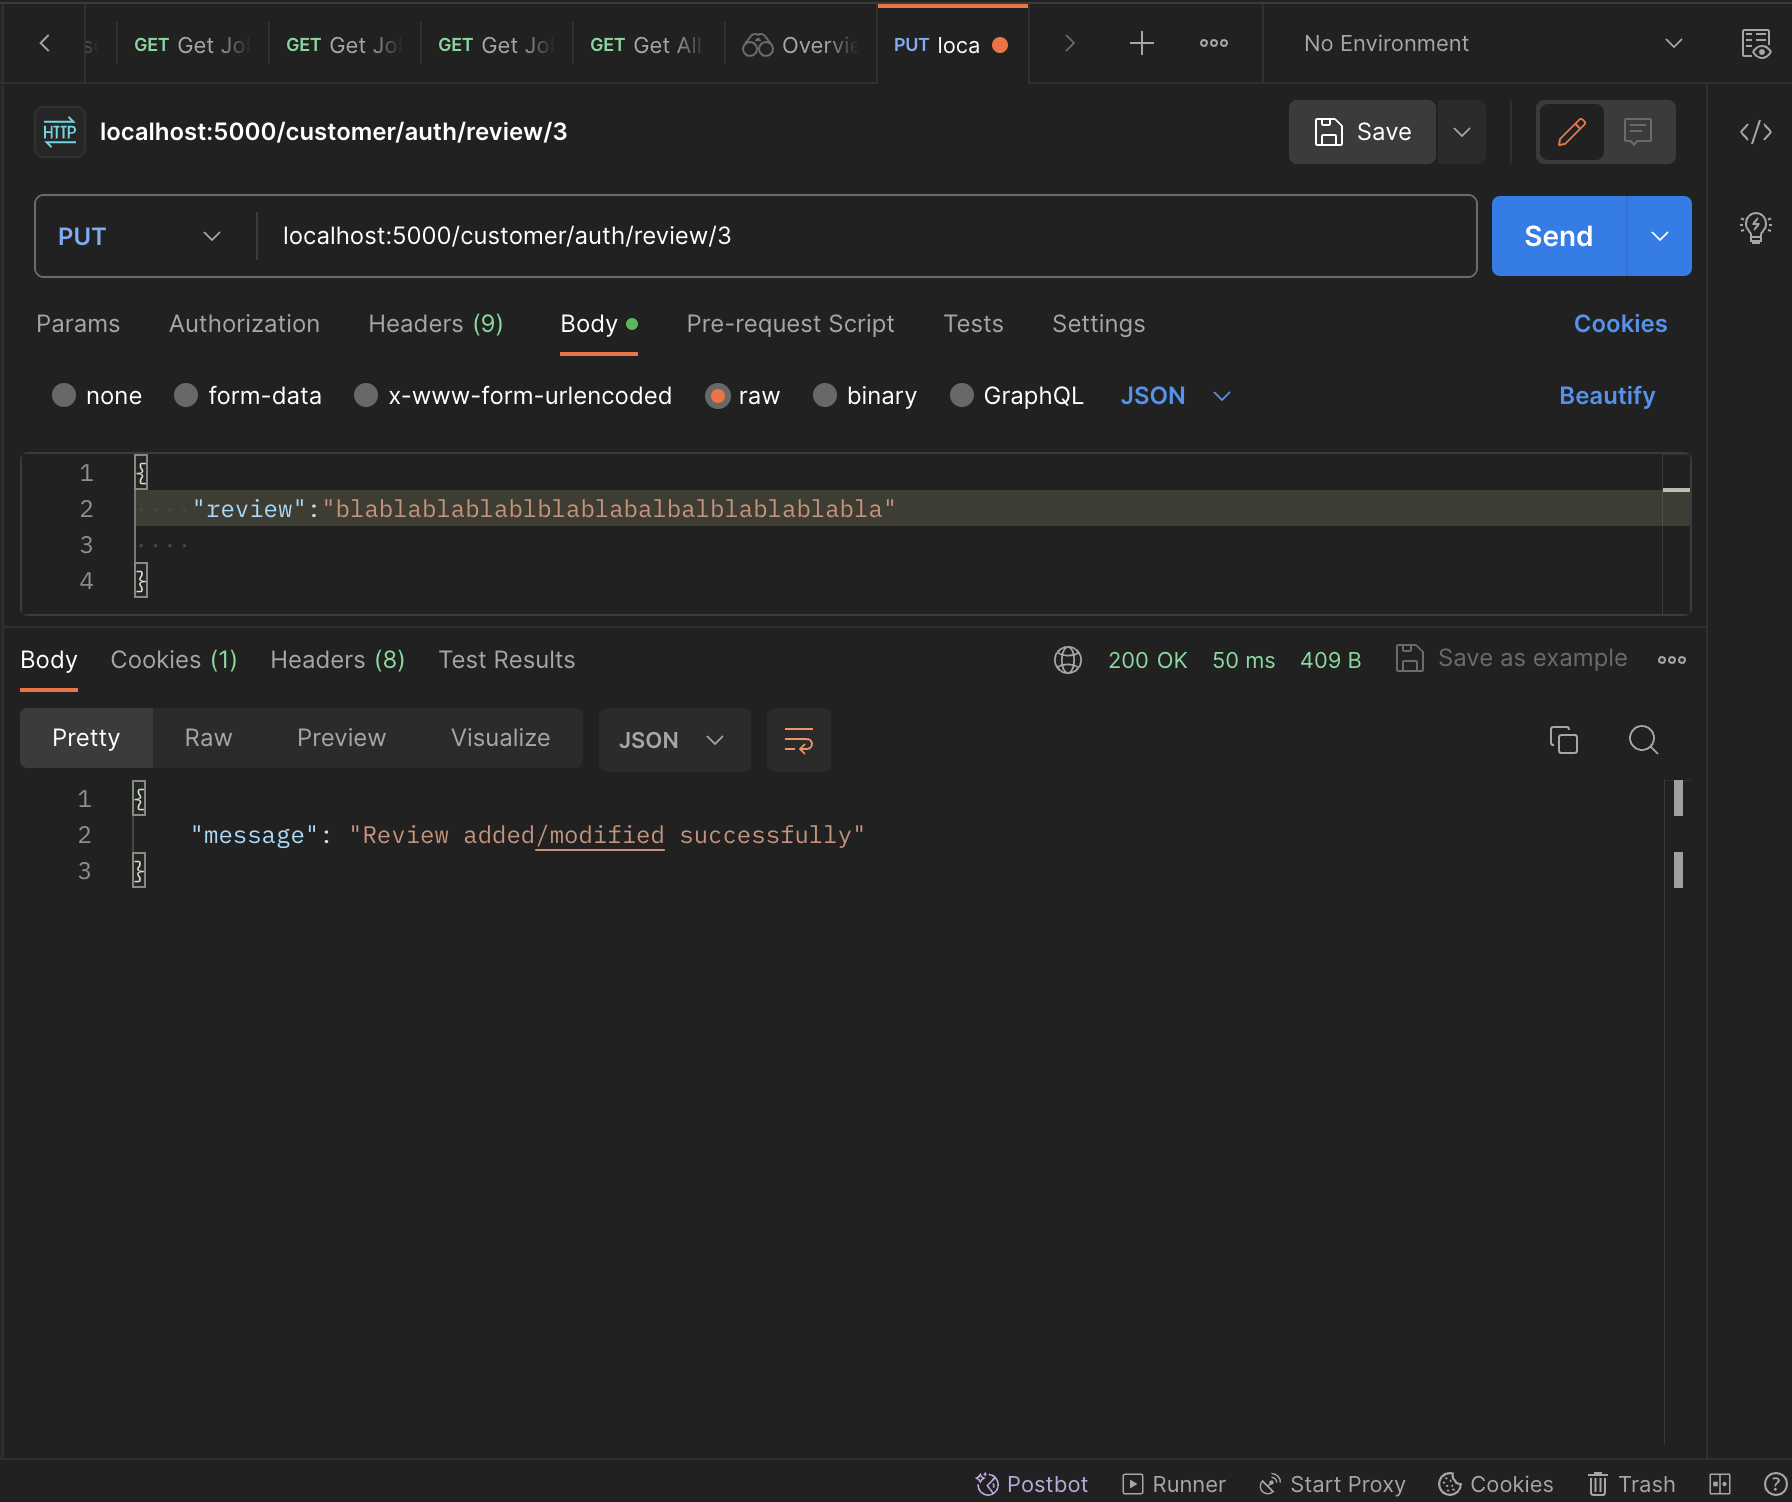 GET Get Jo
GET Get Jo
GET Get Jo
GET Get All
Overvie
PUT loca
No Environment
HTTP
localhost:5000/customer/auth/review/3
Save
PUT
localhost:5000/customer/auth/review/3
Send
Params
Authorization
Headers (9)
Body
Pre-request Script
Tests
Settings
Cookies
none
form-data
x-www-form-urlencoded
raw
binary
GraphQL
JSON
Beautify
1 {
2 "review":"blablablablablblablabalbalblablablabla"
3
4 }
Body
Cookies (1)
Headers (8)
Test Results
200 OK
50 ms
409 B
Save as example
Pretty
Raw
Preview
Visualize
JSON
1 {
2 "message": "Review added/modified successfully"
3 }
Postbot
Runner
Start Proxy
Cookies
Trash